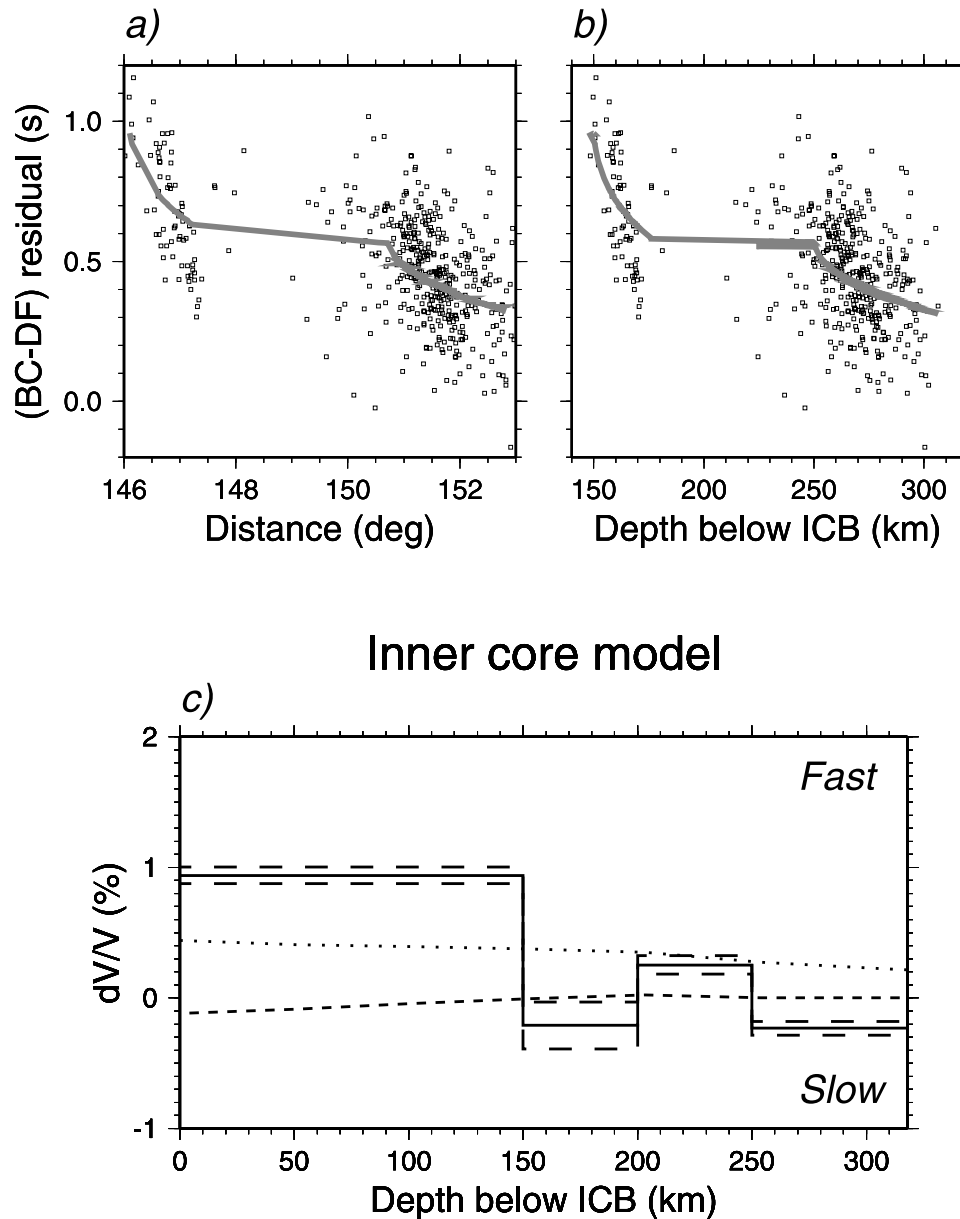 a)
b)
(BC-DF) residual (s)
1.0
0.5
0.0
146 148 150 152
150 200 250 300
Distance (deg)
Depth below ICB (km)
Inner core model
c)
dV/V (%)
2
1
0
-1
Fast
Slow
0 50 100 150 200 250 300
Depth below ICB (km)